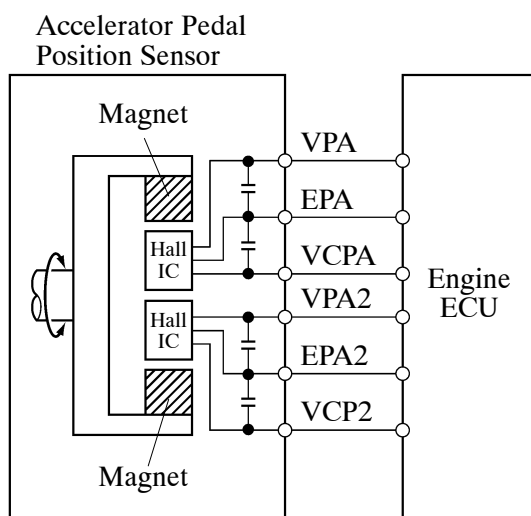 Accelerator Pedal
Position Sensor
Magnet
VPA
EPA
Hall
IC
VCPA
Engine
ECU
VPA2
Hall
IC
EPA2
VCP2
Magnet